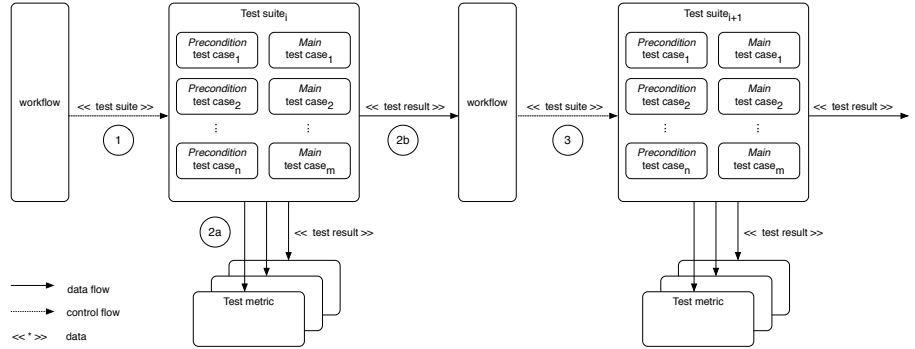 Test suite_i
Test suite_i+1
Precondition
test case_1
Main
test case_1
Precondition
test case_1
Main
test case_1
workflow
<< test suite >>
Precondition
test case_2
Main
test case_2
<< test result >>
workflow
<< test suite >>
Precondition
test case_2
Main
test case_2
<< test result >>
1
⋮
⋮
2b
3
⋮
⋮
Precondition
test case_n
Main
test case_m
Precondition
test case_n
Main
test case_m
2a
<< test result >>
<< test result >>
Test metric
Test metric
data flow
control flow
<< * >>
data